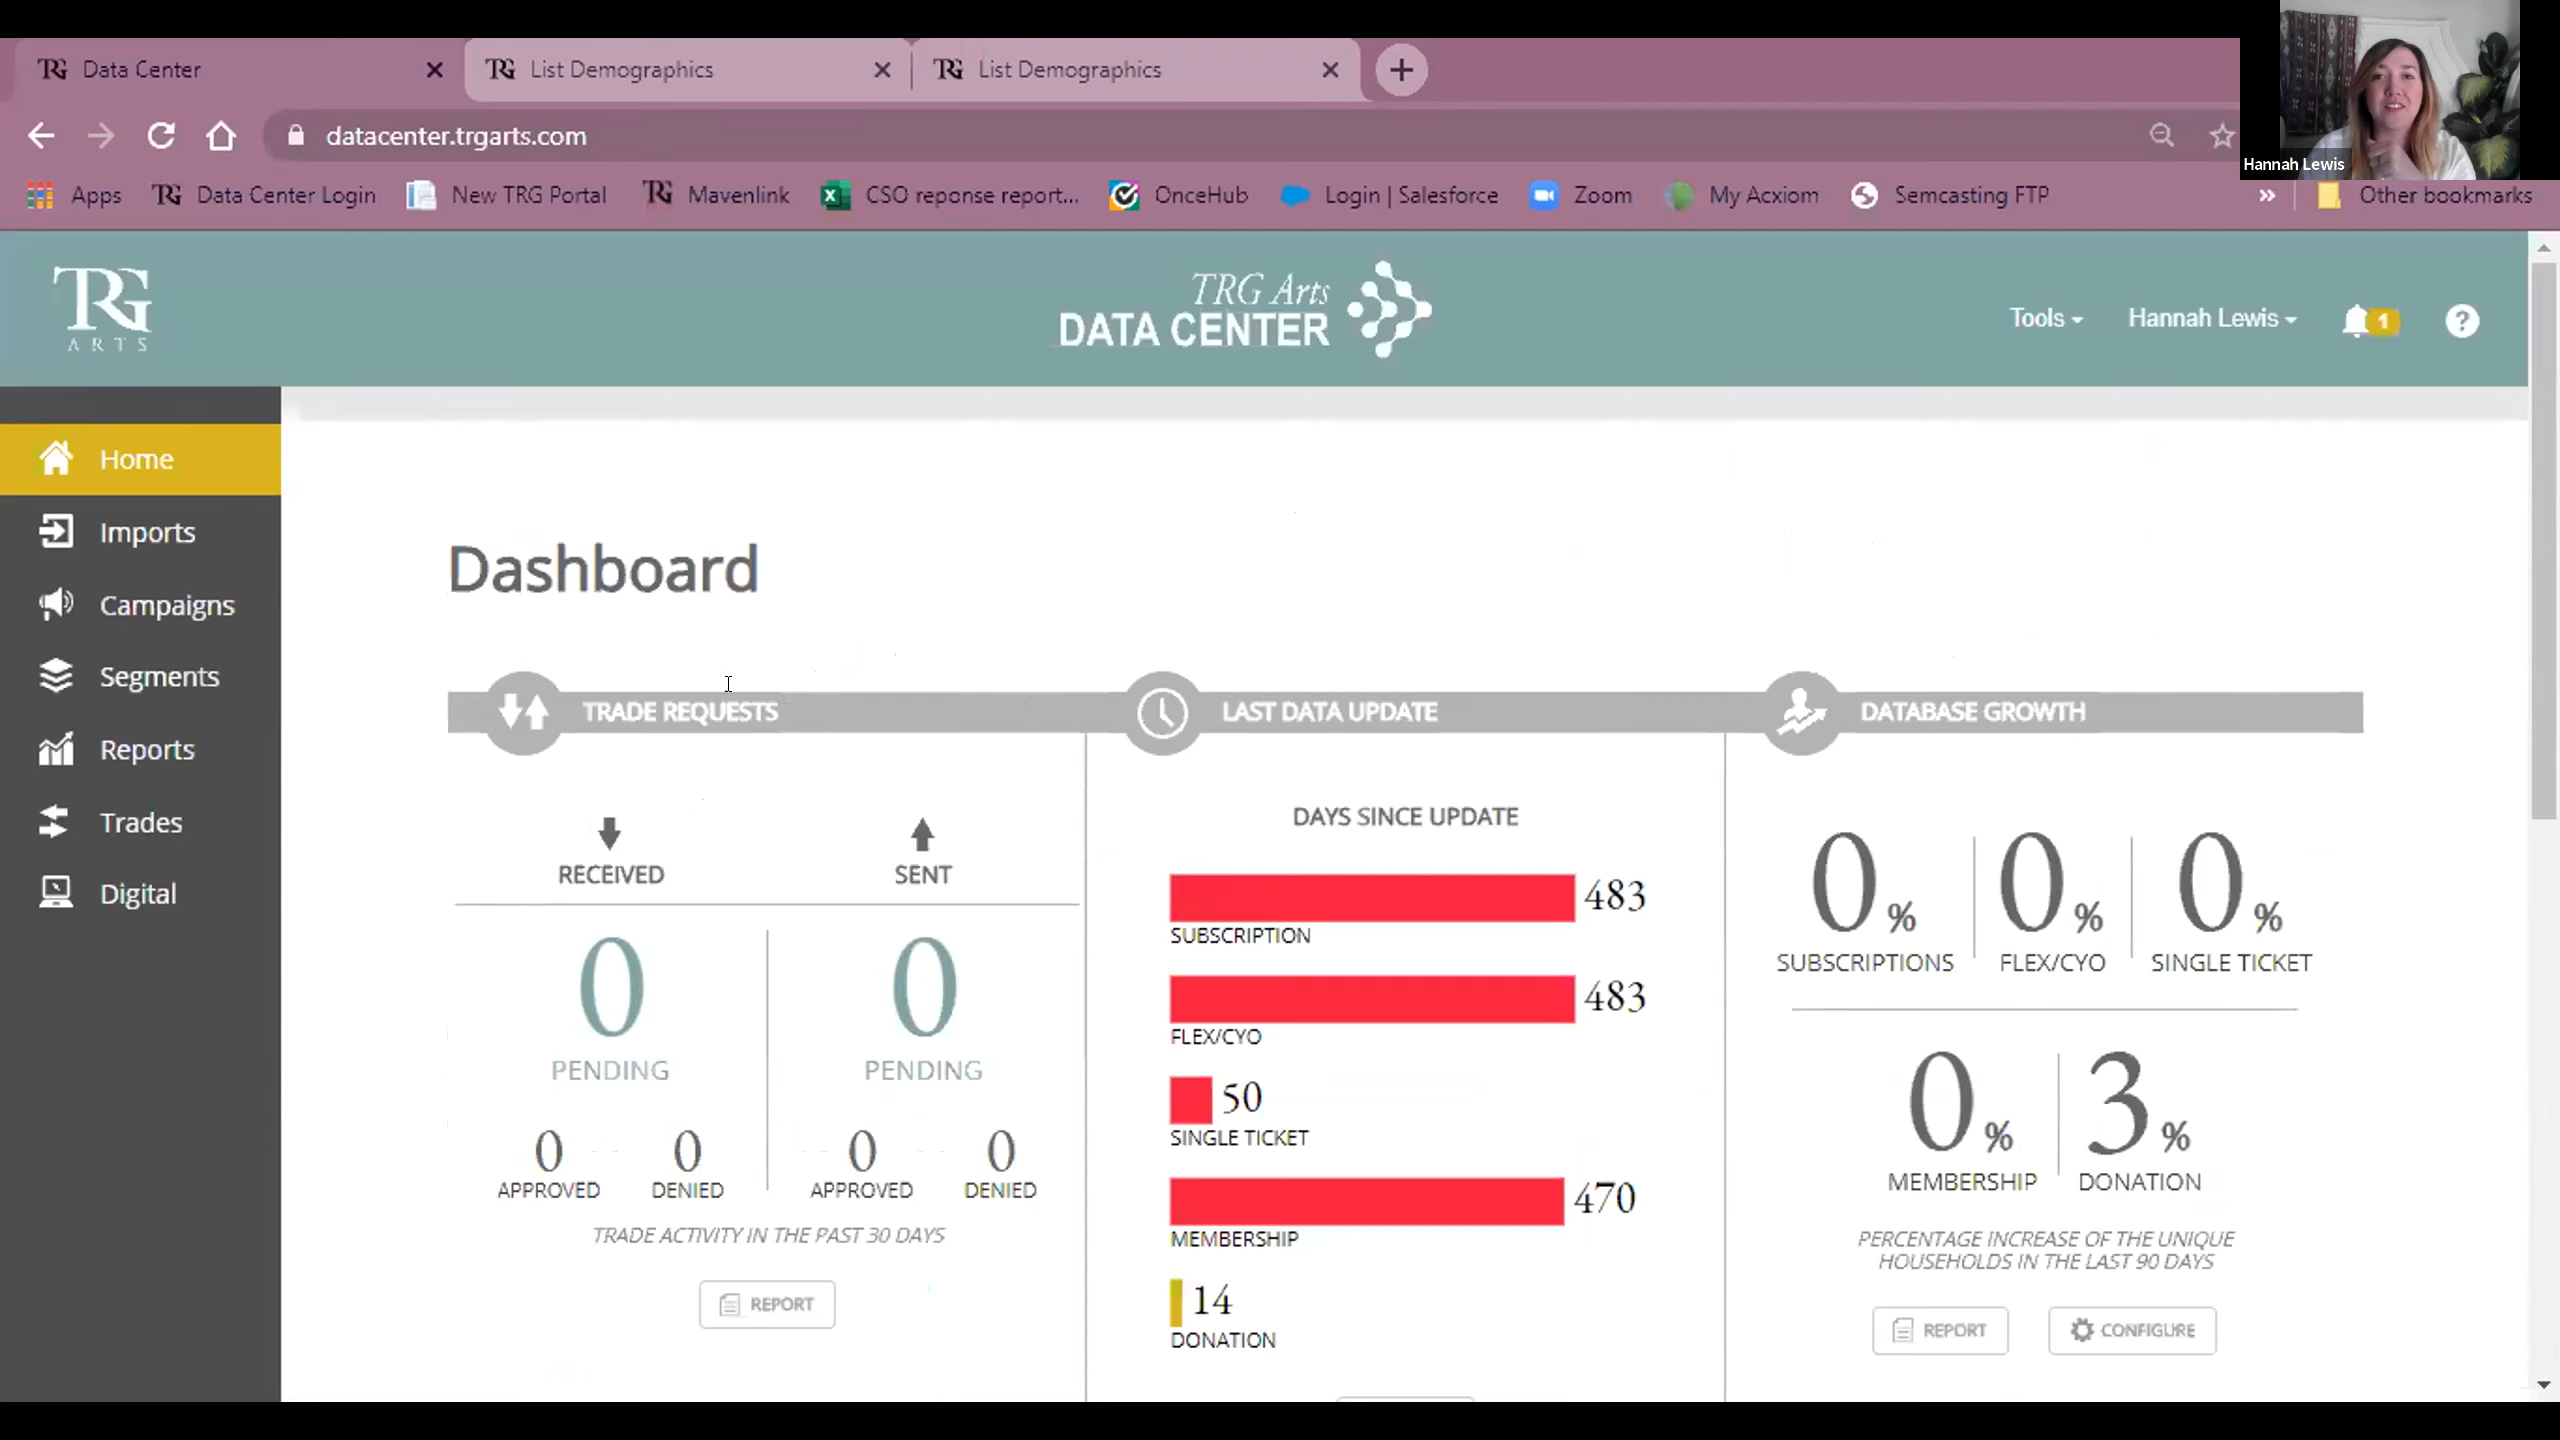 TRG Data Center
TRG List Demographics
TRG List Demographics
datacenter.trgarts.com
Hannah Lewis
Apps
TRG Data Center Login
New TRG Portal
TRG Mavenlink
CSO reponse report...
OnceHub
Login | Salesforce
Zoom
My Acxiom
Semcasting FTP
»
Other bookmarks
TRG
ARTS
TRG Arts
DATA CENTER
Tools
Hannah Lewis
1
?
Home
Imports
Campaigns
Segments
Reports
Trades
Digital
Dashboard
TRADE REQUESTS
RECEIVED
SENT
0
0
PENDING
PENDING
0
0
0
0
APPROVED
DENIED
APPROVED
DENIED
TRADE ACTIVITY IN THE PAST 30 DAYS
REPORT
LAST DATA UPDATE
DAYS SINCE UPDATE
483
SUBSCRIPTION
483
FLEX/CYO
50
SINGLE TICKET
470
MEMBERSHIP
14
DONATION
DATABASE GROWTH
0 %
0 %
0 %
SUBSCRIPTIONS
FLEX/CYO
SINGLE TICKET
0 %
3 %
MEMBERSHIP
DONATION
PERCENTAGE INCREASE OF THE UNIQUE
HOUSEHOLDS IN THE LAST 90 DAYS
REPORT
CONFIGURE